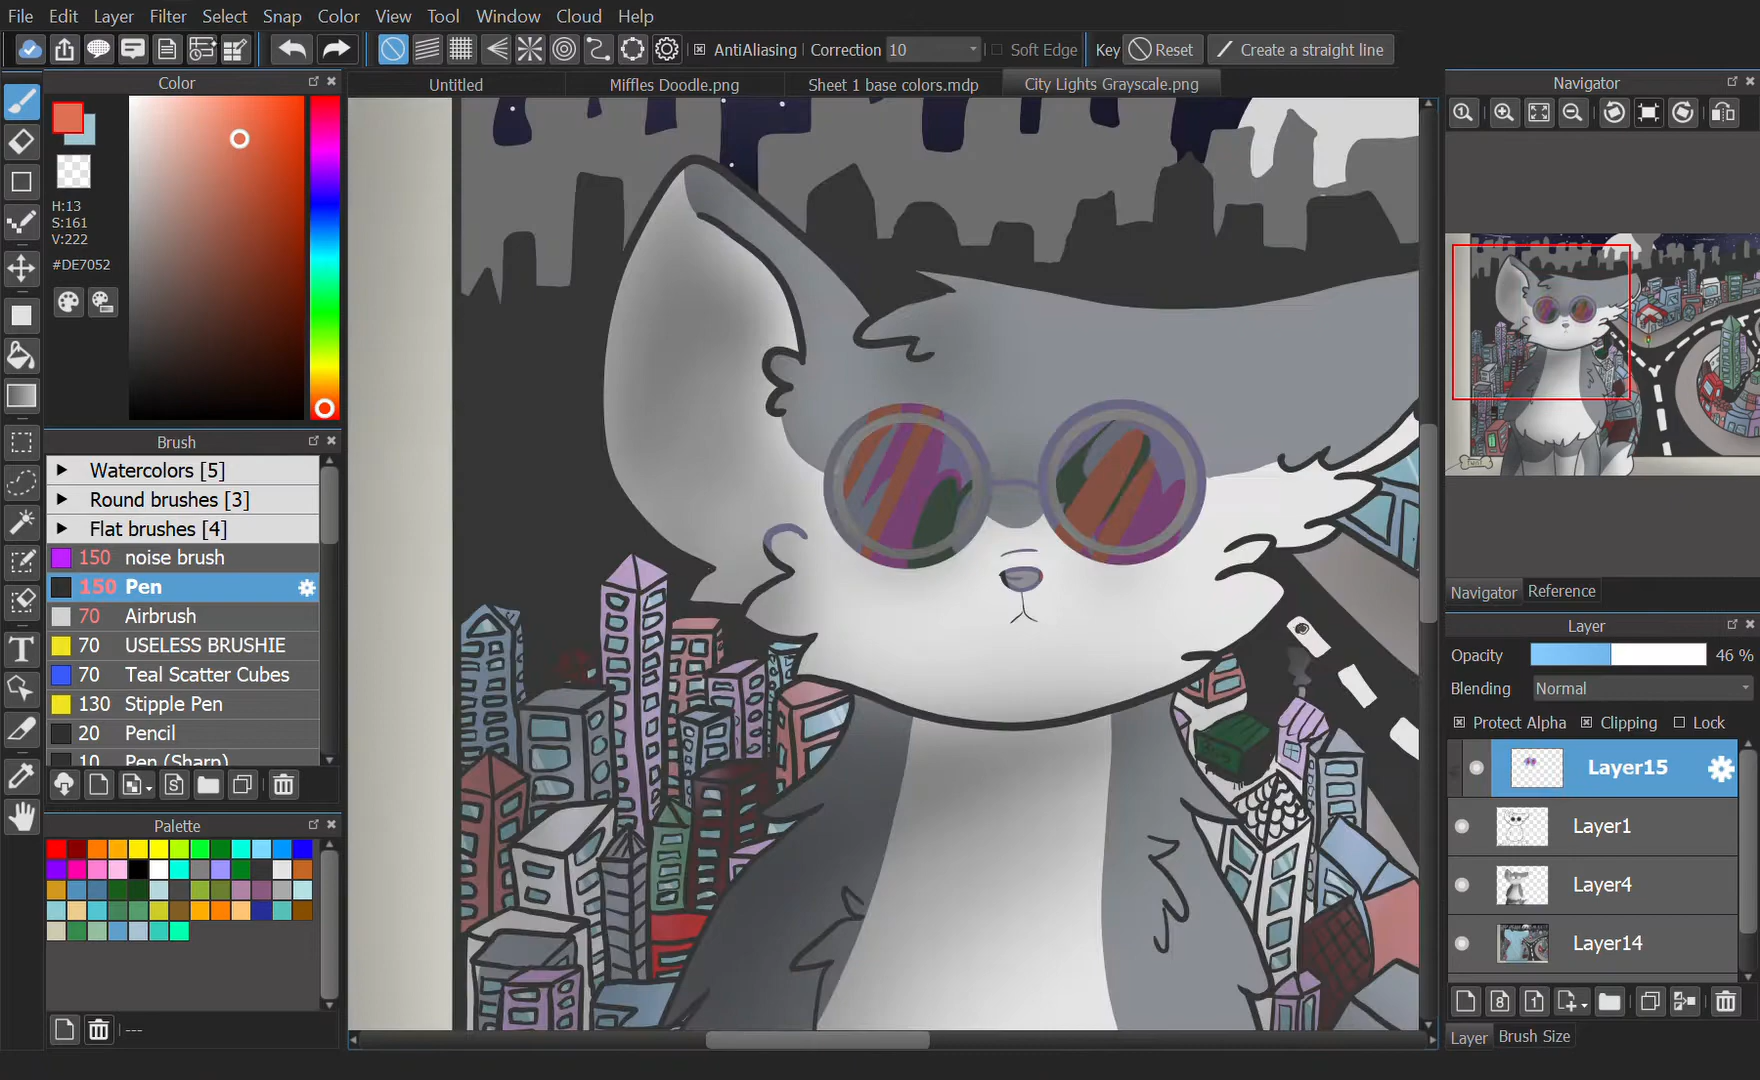 File Edit Layer Filter Select Snap Color View Tool Window Cloud Help
AntiAliasing Correction 10 Soft Edge Key Reset Create a straight line
Color
Untitled Miffles Doodle.png Sheet 1 base colors.mdp City Lights Grayscale.png
Navigator
H:13
S:161
V:222
#DE7052
Brush
Watercolors [5]
Round brushes [3]
Flat brushes [4]
150 noise brush
150 Pen
70 Airbrush
70 USELESS BRUSHIE
70 Teal Scatter Cubes
130 Stipple Pen
20 Pencil
10 Pen (Sharp)
Palette
---
Navigator Reference
Layer
Opacity 46 %
Blending Normal
Protect Alpha Clipping Lock
Layer15
Layer1
Layer4
Layer14
Layer Brush Size